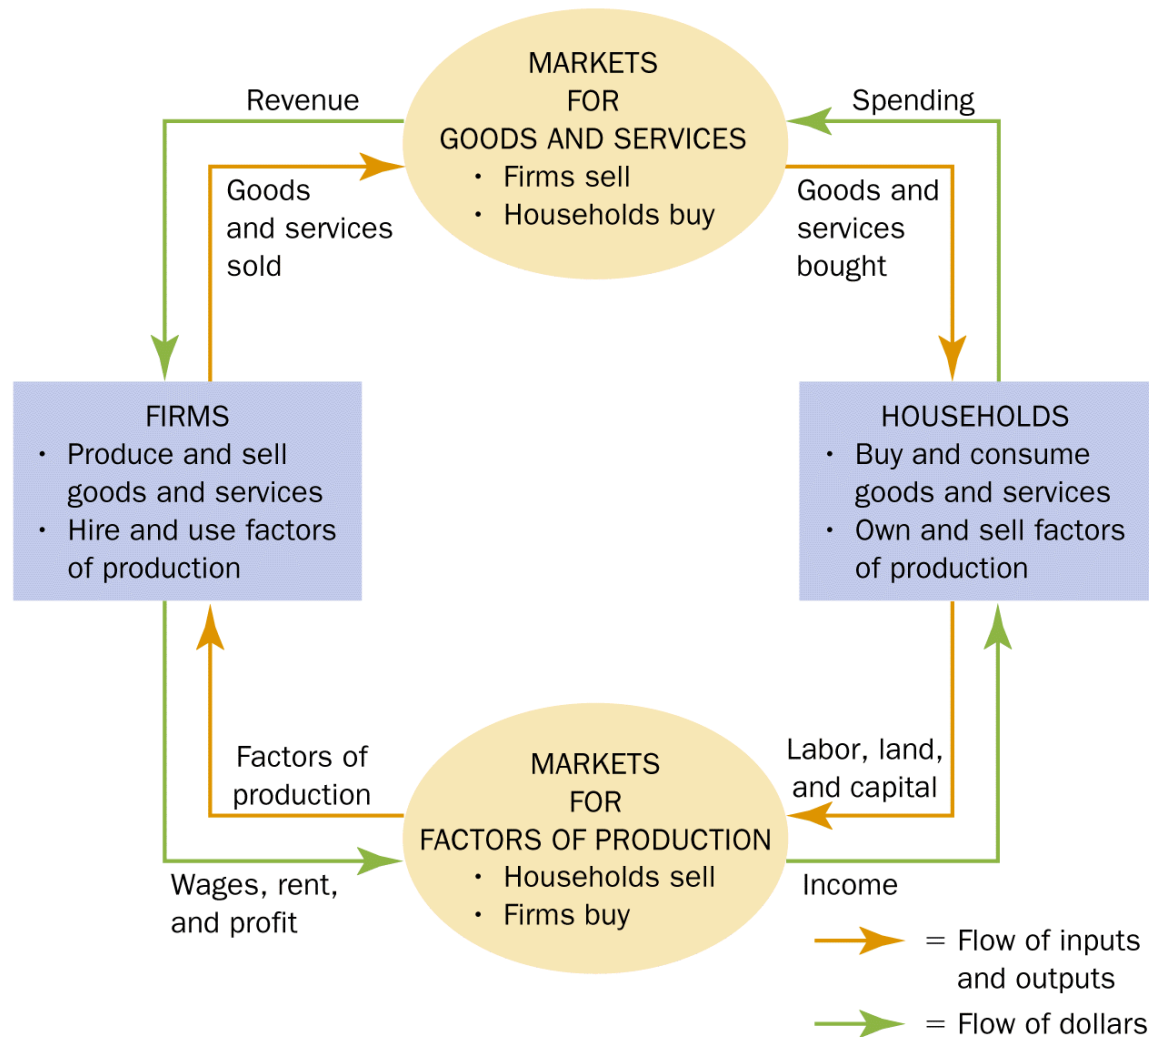 MARKETS
FOR
GOODS AND SERVICES
• Firms sell
• Households buy
Revenue
Spending
Goods
and services
sold
Goods and
services
bought
FIRMS
• Produce and sell
goods and services
• Hire and use factors
of production
HOUSEHOLDS
• Buy and consume
goods and services
• Own and sell factors
of production
Factors of
production
MARKETS
FOR
FACTORS OF PRODUCTION
• Households sell
• Firms buy
Labor, land,
and capital
Wages, rent,
and profit
Income
= Flow of inputs
and outputs
= Flow of dollars